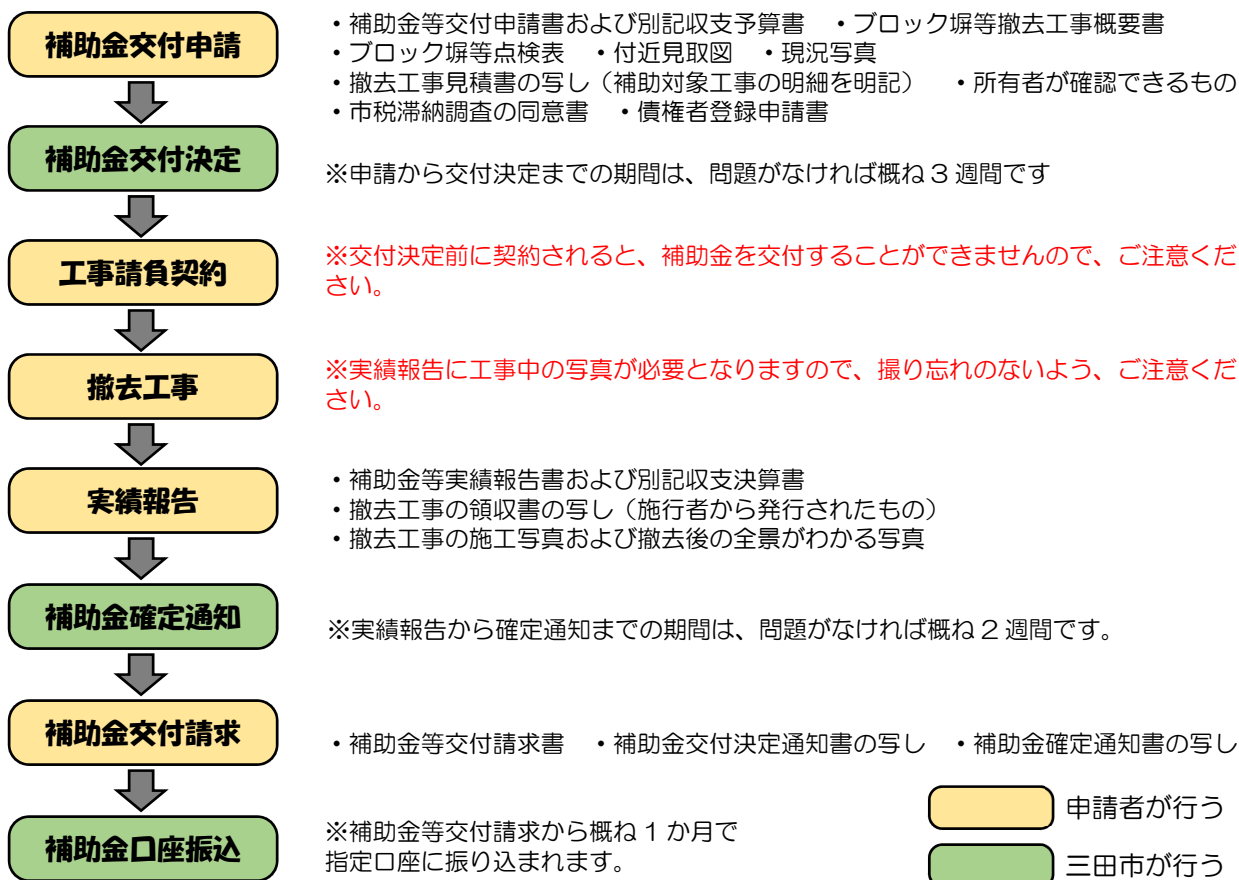 補助金交付申請
・補助金等交付申請書および別記収支予算書　・ブロック塀等撤去工事概要書
・ブロック塀等点検表　・付近見取図　・現況写真
・撤去工事見積書の写し（補助対象工事の明細を明記）　・所有者が確認できるもの
・市税滞納調査の同意書　・債権者登録申請書
補助金交付決定
※申請から交付決定までの期間は、問題がなければ概ね３週間です
工事請負契約
※交付決定前に契約されると、補助金を交付することができませんので、ご注意くだ
さい。
撤去工事
※実績報告に工事中の写真が必要となりますので、撮り忘れのないよう、ご注意くだ
さい。
実績報告
・補助金等実績報告書および別記収支決算書
・撤去工事の領収書の写し（施行者から発行されたもの）
・撤去工事の施工写真および撤去後の全景がわかる写真
補助金確定通知
※実績報告から確定通知までの期間は、問題がなければ概ね２週間です。
補助金交付請求
・補助金等交付請求書　・補助金交付決定通知書の写し　・補助金確定通知書の写し
補助金口座振込
※補助金等交付請求から概ね１か月で
指定口座に振り込まれます。
申請者が行う
三田市が行う